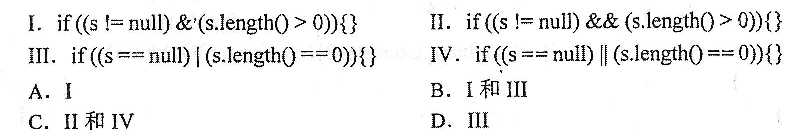 I. if ((s != null) & (s.length() > 0)){}   II. if ((s != null) && (s.length() > 0)){}
III. if ((s == null) | (s.length() == 0)){}   IV. if ((s == null) || (s.length() == 0)){}
A. I   B. I 和 III
C. II 和 IV   D. III